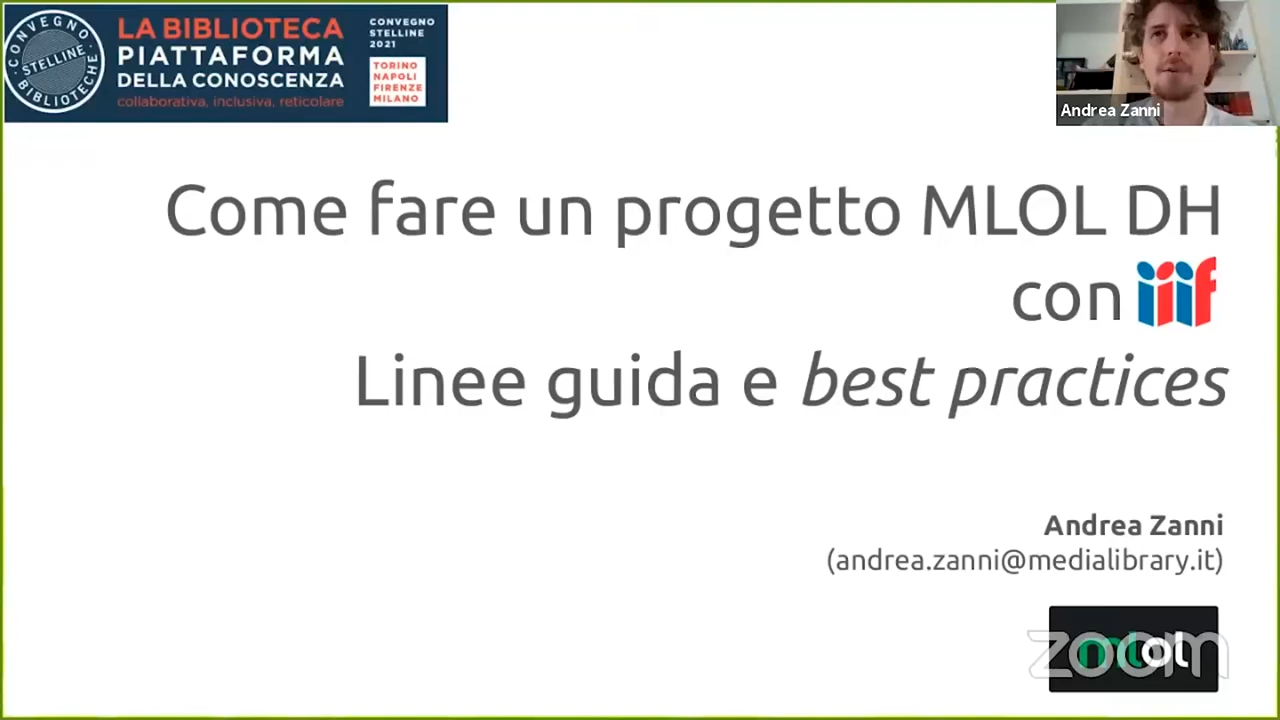 CONVEGNO
STELLINE
BIBLIOTECHE
LA BIBLIOTECA
PIATTAFORMA
DELLA CONOSCENZA
collaborativa, inclusiva, reticolare
CONVEGNO
STELLINE
2021
TORINO
NAPOLI
FIRENZE
MILANO
Andrea Zanni
Come fare un progetto MLOL DH
con iiif
Linee guida e best practices
Andrea Zanni
(andrea.zanni@medialibrary.it)
mlol
zoom